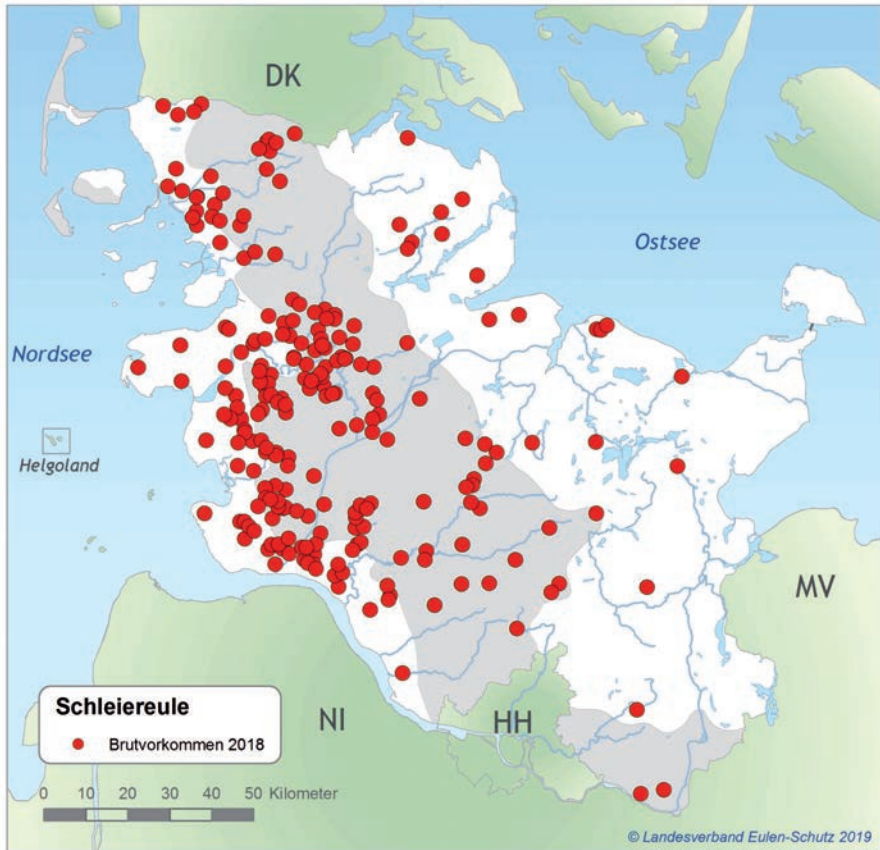 DK
Ostsee
Nordsee
Helgoland
MV
NI
HH
Schleiereule
Brutvorkommen 2018
0 10 20 30 40 50 Kilometer
© Landesverband Eulen-Schutz 2019